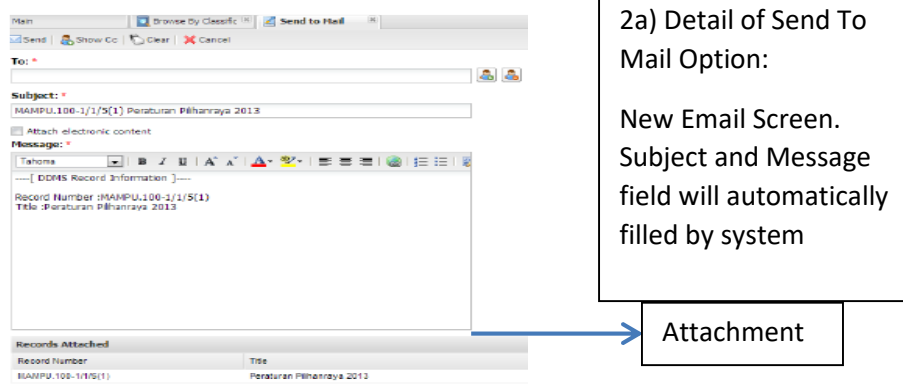 Main Browse By Classific Send to Mail
Send Show Cc Clear Cancel
To: *
Subject: *
MAMPU.100-1/1/5(1) Peraturan Pilihanraya 2013
Attach electronic content
Message: *
Tahoma B I U A A A
----[ DDMS Record Information ]----
Record Number :MAMPU.100-1/1/5(1)
Title :Peraturan Pilihanraya 2013
Records Attached
Record Number Title
MAMPU.100-1/1/5(1) Peraturan Pilihanraya 2013
2a) Detail of Send To
Mail Option:
New Email Screen.
Subject and Message
field will automatically
filled by system
Attachment